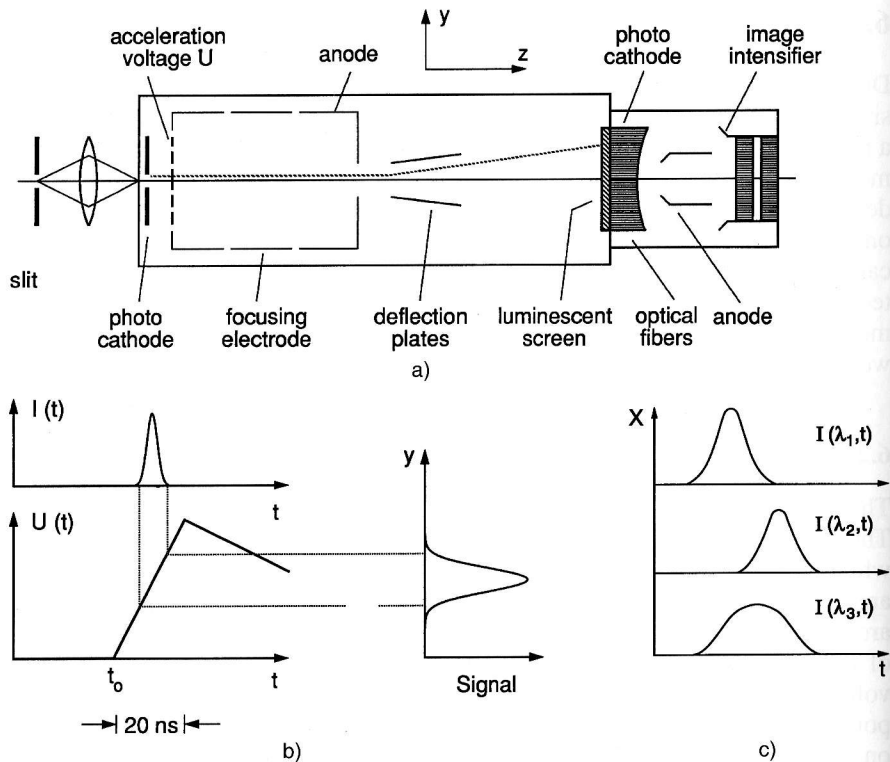 y
z
acceleration
voltage U
anode
photo
cathode
image
intensifier
slit
photo
cathode
focusing
electrode
deflection
plates
luminescent
screen
optical
fibers
anode
a)
I (t)
t
U (t)
t₀
t
20 ns
b)
y
Signal
X
I (λ₁,t)
I (λ₂,t)
I (λ₃,t)
t
c)